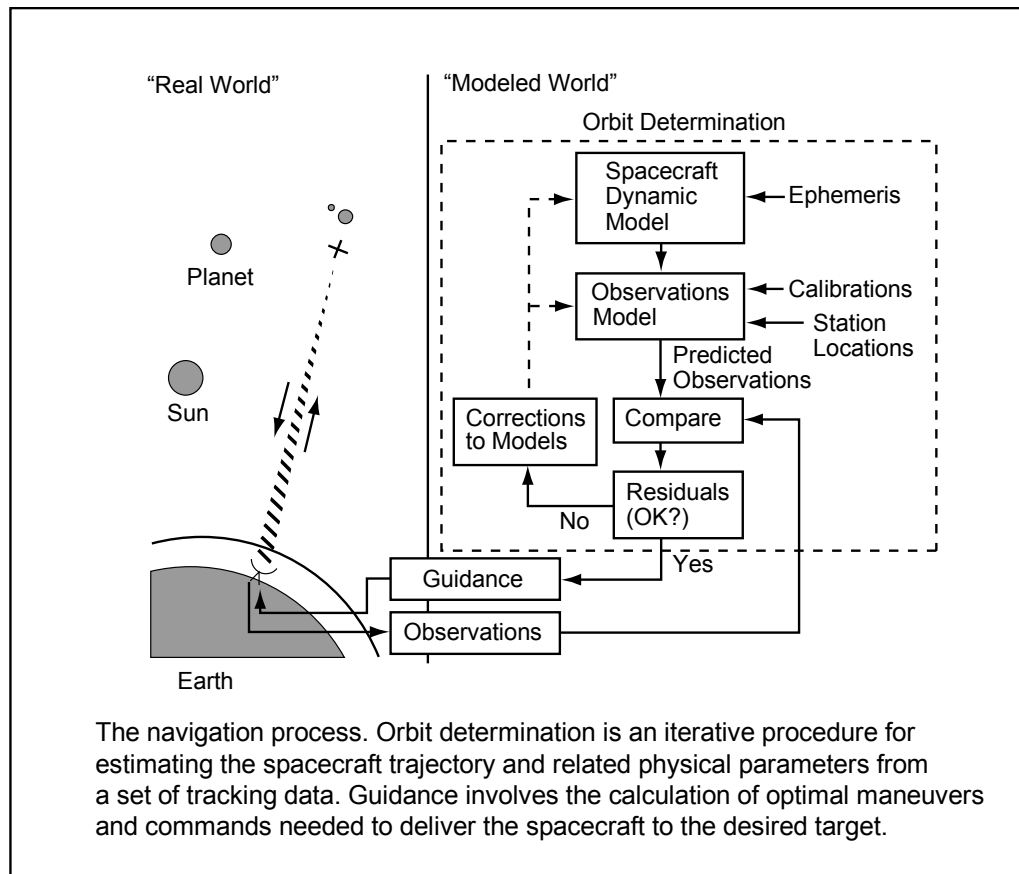 “Real World”
“Modeled World”
Orbit Determination
Spacecraft
Dynamic
Model
Ephemeris
Planet
Observations
Model
Calibrations
Station
Locations
Predicted
Observations
Sun
Corrections
to Models
Compare
Residuals
(OK?)
No
Yes
Guidance
Observations
Earth
The navigation process. Orbit determination is an iterative procedure for
estimating the spacecraft trajectory and related physical parameters from
a set of tracking data. Guidance involves the calculation of optimal maneuvers
and commands needed to deliver the spacecraft to the desired target.